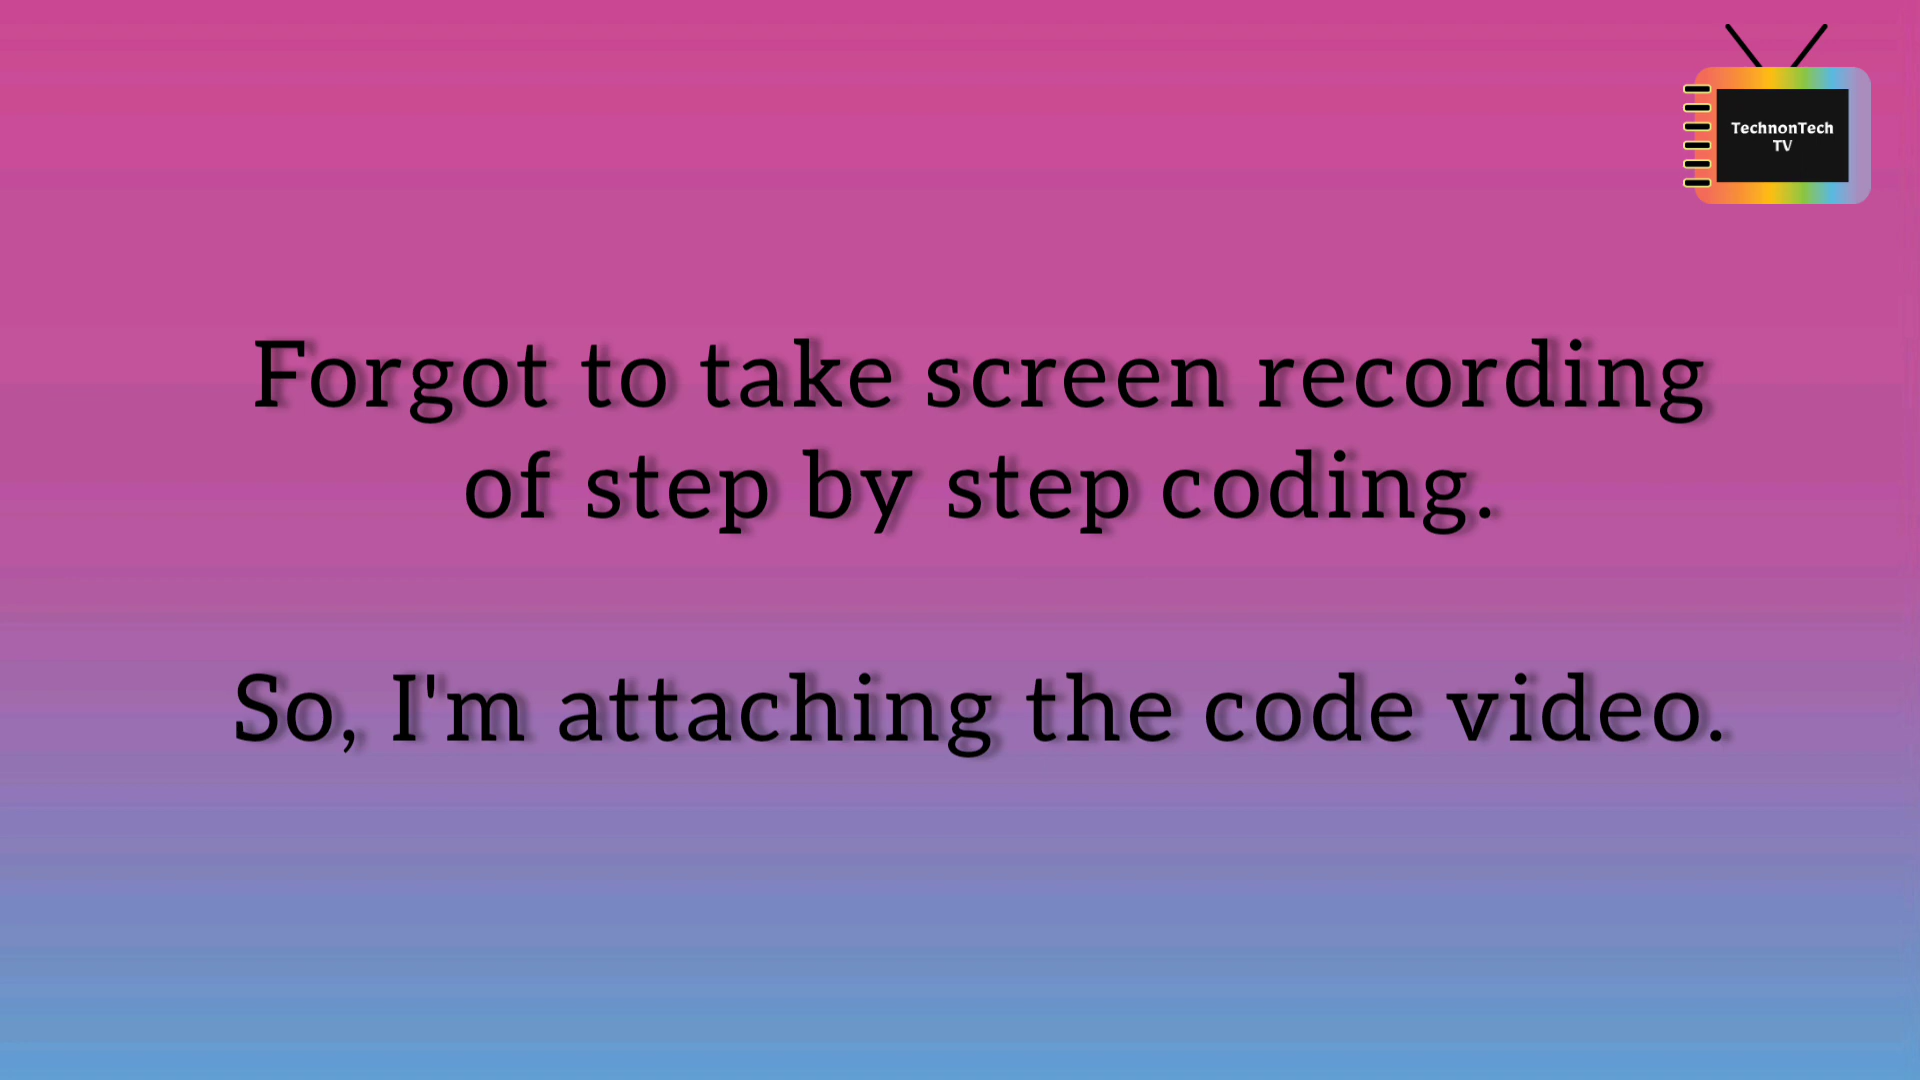 TechnonTech
TV
Forgot to take screen recording
of step by step coding.
So, I'm attaching the code video.